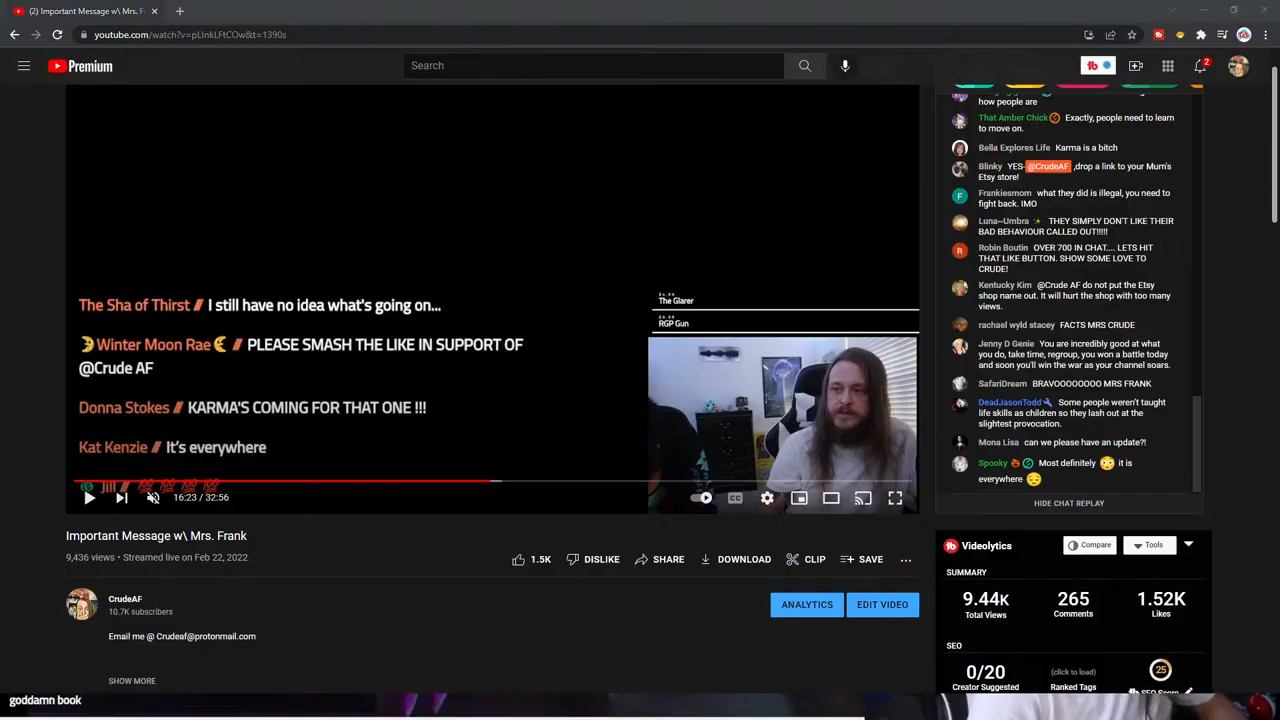 (2) Important Message w\ Mrs. F
youtube.com/watch?v=pLlnkLFtCOw&t=1390s
Premium
Search
2
how people are
That Amber Chick Exactly, people need to learn
to move on.
Bella Explores Life Karma is a bitch
Blinky YES- @CrudeAF ,drop a link to your Mum's
Etsy store!
Frankiesmom what they did is illegal, you need to
fight back. IMO
Luna~Umbra THEY SIMPLY DON'T LIKE THEIR
BAD BEHAVIOUR CALLED OUT!!!!!
Robin Boutin OVER 700 IN CHAT.... LETS HIT
THAT LIKE BUTTON. SHOW SOME LOVE TO
CRUDE!
Kentucky Kim @Crude AF do not put the Etsy
shop name out. It will hurt the shop with too many
views.
rachael wyld stacey FACTS MRS CRUDE
Jenny D Genie You are incredibly good at what
you do, take time, regroup, you won a battle today
and soon you'll win the war as your channel soars.
SafariDream BRAVOOOOOOOO MRS FRANK
DeadJasonTodd Some people weren't taught
life skills as children so they lash out at the
slightest provocation.
Mona Lisa can we please have an update?!
Spooky Most definitely it is
everywhere
HIDE CHAT REPLAY
The Sha of Thirst // I still have no idea what's going on...
Winter Moon Rae // PLEASE SMASH THE LIKE IN SUPPORT OF
@Crude AF
Donna Stokes // KARMA'S COMING FOR THAT ONE !!!
Kat Kenzie // It's everywhere
Jill // 💯 💯 💯 💯
The Glarer
RGP Gun
16:23 / 32:56
Important Message w\ Mrs. Frank
9,436 views • Streamed live on Feb 22, 2022
1.5K
DISLIKE
SHARE
DOWNLOAD
CLIP
SAVE
CrudeAF
10.7K subscribers
ANALYTICS
EDIT VIDEO
Email me @ Crudeaf@protonmail.com
SHOW MORE
Videolytics
Compare
Tools
SUMMARY
9.44K
Total Views
265
Comments
1.52K
Likes
SEO
0/20
Creator Suggested
(click to load)
Ranked Tags
25
SEO Score
goddamn book